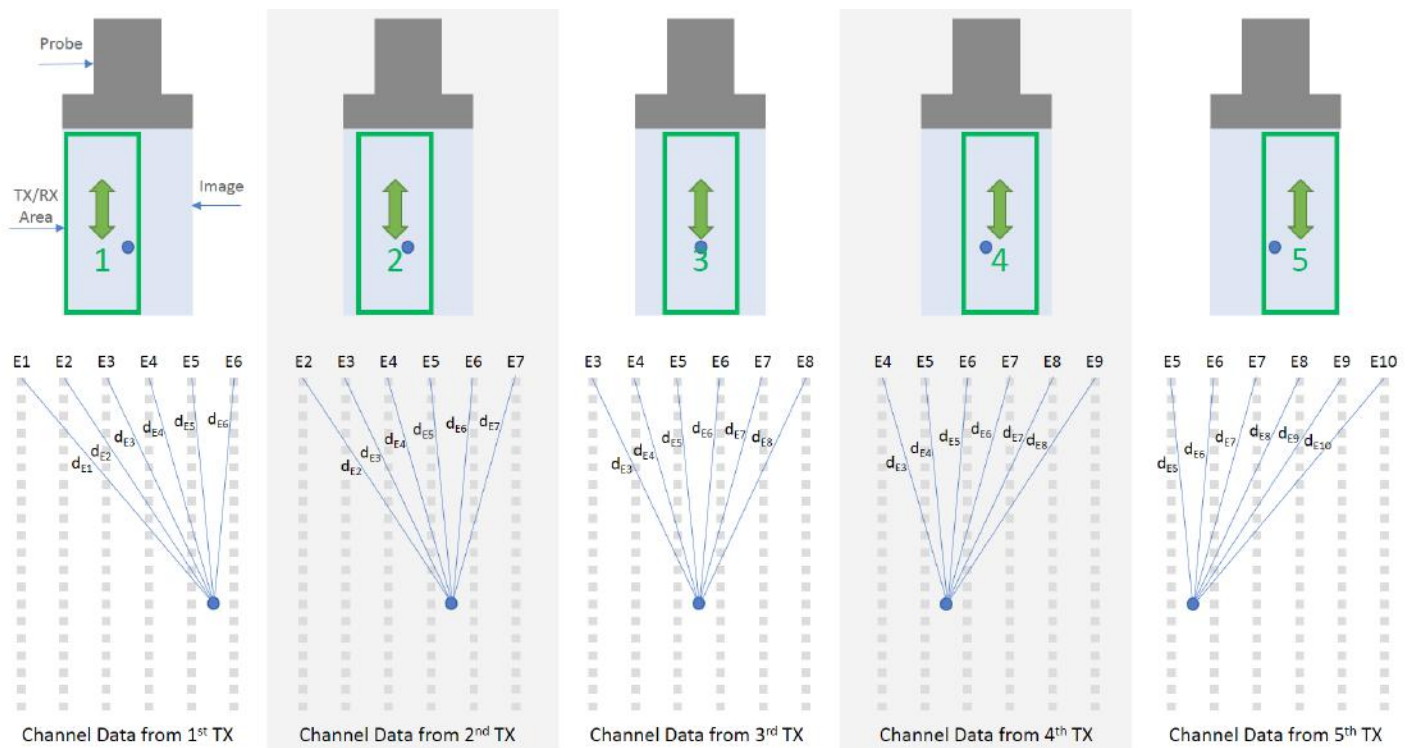 Probe
TX/RX
Area
Image
1
2
3
4
5
E1 E2 E3 E4 E5 E6
dE1 dE2 dE3 dE4 dE5 dE6
E2 E3 E4 E5 E6 E7
dE2 dE3 dE4 dE5 dE6 dE7
E3 E4 E5 E6 E7 E8
dE3 dE4 dE5 dE6 dE7 dE8
E4 E5 E6 E7 E8 E9
dE3 dE4 dE5 dE6 dE7 dE8
E5 E6 E7 E8 E9 E10
dE5 dE6 dE7 dE8 dE9 dE10
Channel Data from 1st TX
Channel Data from 2nd TX
Channel Data from 3rd TX
Channel Data from 4th TX
Channel Data from 5th TX